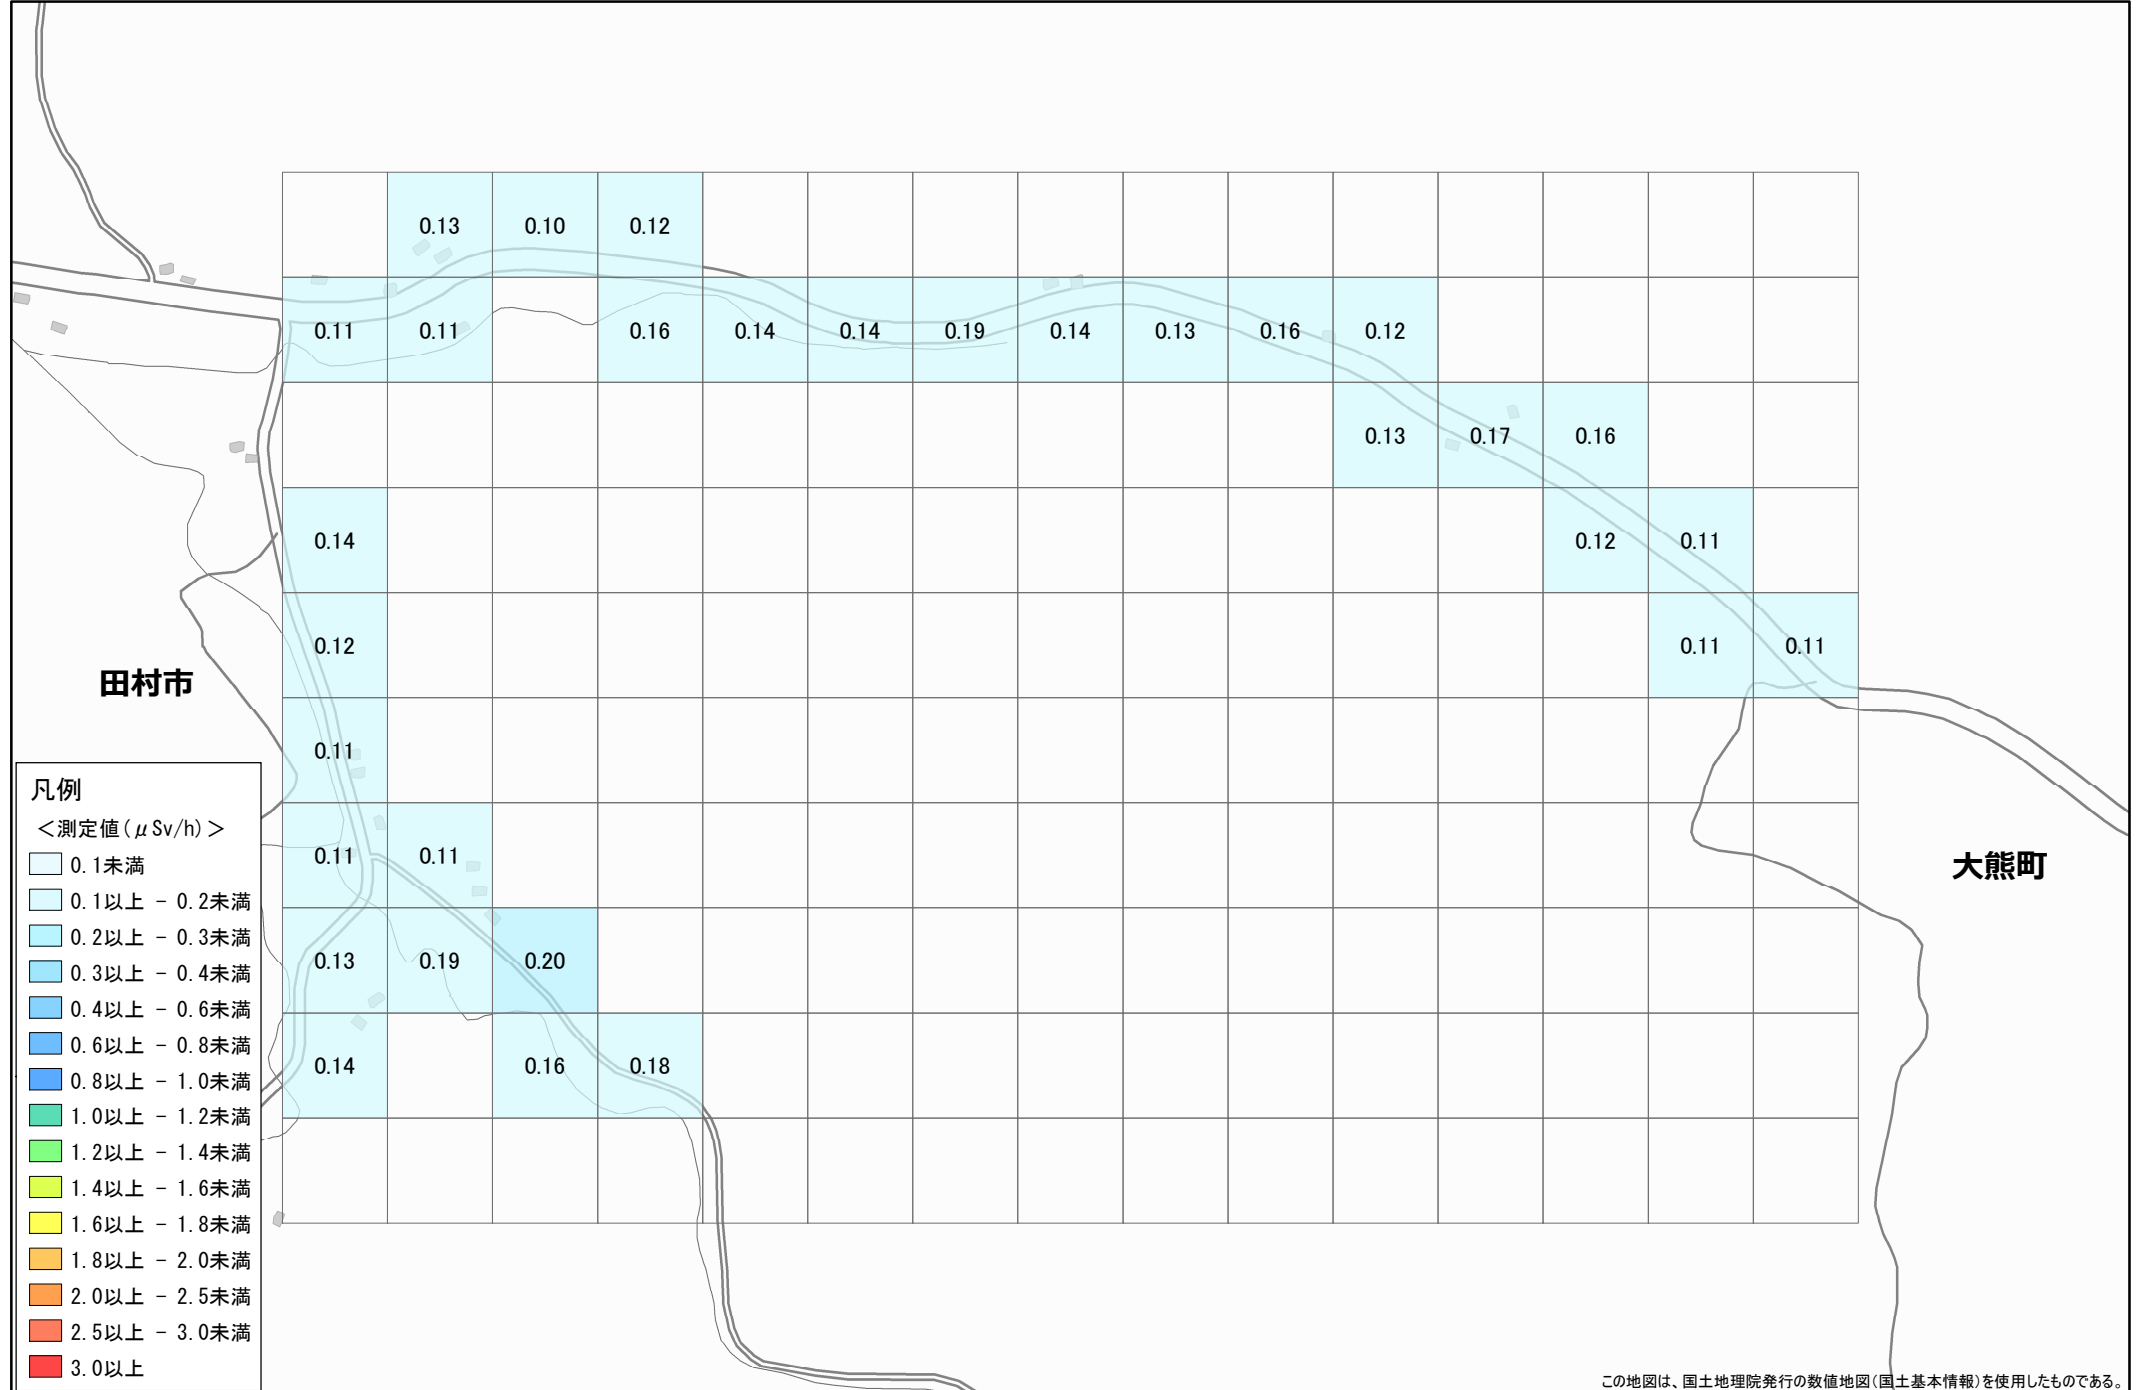 0.13 0.10 0.12
0.11 0.11 0.16 0.14 0.14 0.19 0.14 0.13 0.16 0.12
0.13 0.17 0.16
0.14 0.12 0.11
0.12 0.11 0.11
田村市
0.11
0.11 0.11
大熊町
0.13 0.19 0.20
0.14 0.16 0.18
凡例
＜測定値(μSv/h)＞
0.1未満
0.1以上 － 0.2未満
0.2以上 － 0.3未満
0.3以上 － 0.4未満
0.4以上 － 0.6未満
0.6以上 － 0.8未満
0.8以上 － 1.0未満
1.0以上 － 1.2未満
1.2以上 － 1.4未満
1.4以上 － 1.6未満
1.6以上 － 1.8未満
1.8以上 － 2.0未満
2.0以上 － 2.5未満
2.5以上 － 3.0未満
3.0以上
この地図は、国土地理院発行の数値地図(国土基本情報)を使用したものである。